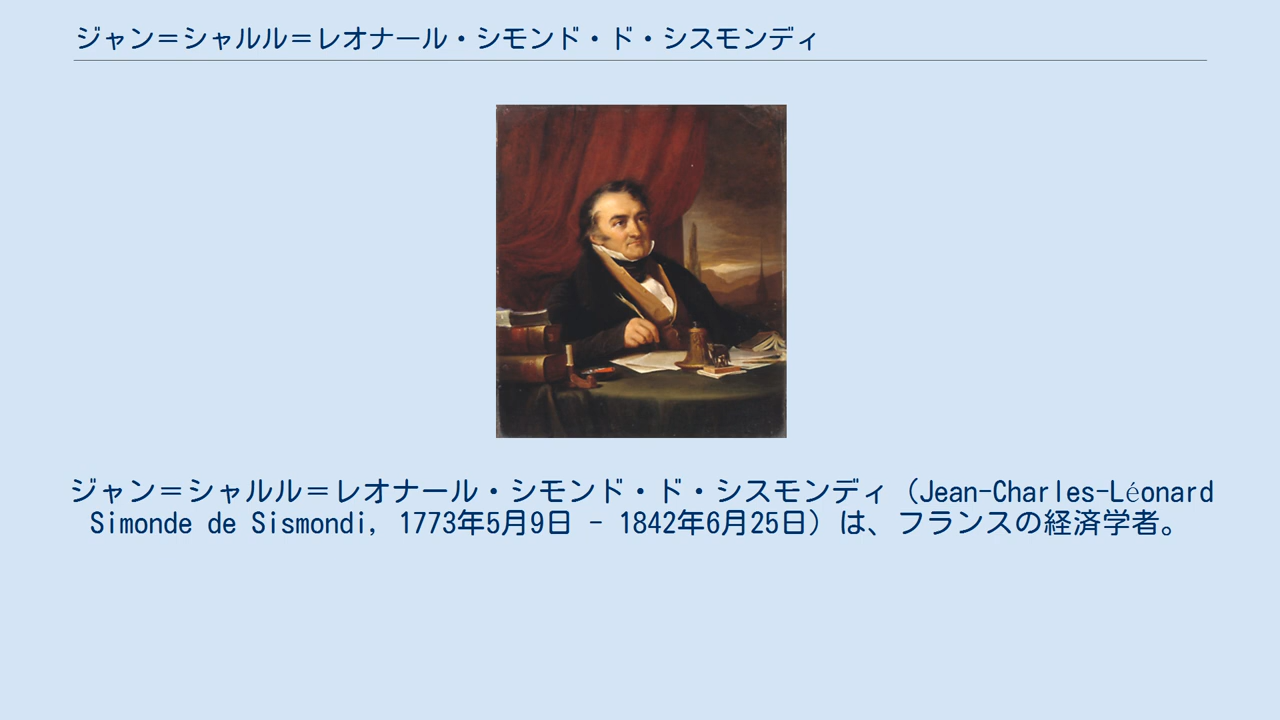 ジャン＝シャルル＝レオナール・シモンド・ド・シスモンディ
ジャン＝シャルル＝レオナール・シモンド・ド・シスモンディ（Jean-Charles-Léonard
Simonde de Sismondi, 1773年5月9日 - 1842年6月25日）は、フランスの経済学者。